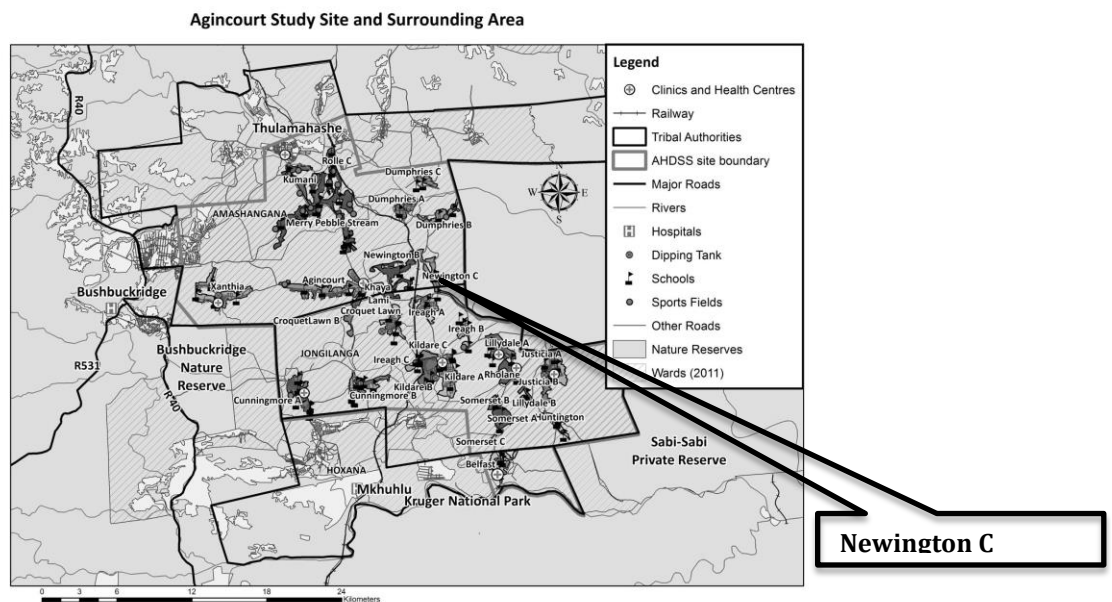 Agincourt Study Site and Surrounding Area
Legend
Clinics and Health Centres
Railway
Tribal Authorities
AHDSS site boundary
Major Roads
Rivers
Hospitals
Dipping Tank
Schools
Sports Fields
Other Roads
Nature Reserves
Wards (2011)
R40
Thulamahashe
Rolle C
Kumani
Dumphries C
N
W
E
S
Dumphries A
AMASHANGANA
Merry Pebble Stream
Dumphries B
Newington B
Newington C
Xanthia
Agincourt
Khaya
Lami
Bushbuckridge
CroquetLawn B
Croquet Lawn
Ireagh A
Ireagh B
Bushbuckridge
Nature
Reserve
R531
R 40
JONGILANGA
Kildare C
Lillydale A
Justicia A
Ireagh C
Kildare A
Rholane
Justicia B
Kildare B
Cunningmore A
Cunningmore B
Somerset B
Lillydale B
Somerset A
Huntington
Somerset C
Sabi-Sabi
Private Reserve
Belfast
HOXANA
Mkhuhlu
Kruger National Park
Newington C
0 3 6 12 18 24
Kilometers